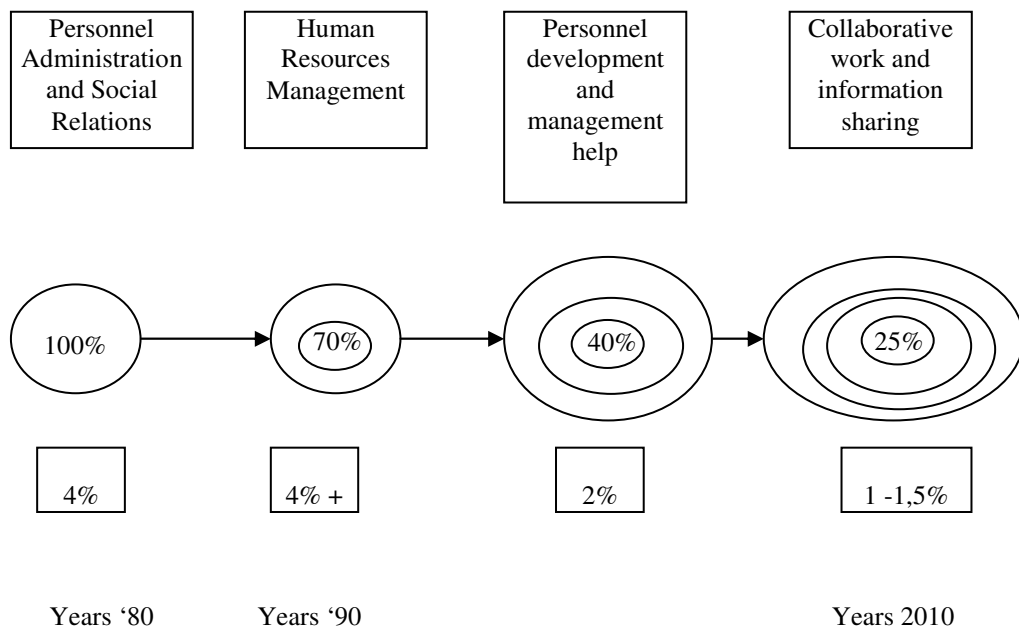 Personnel
Administration
and Social
Relations
Human
Resources
Management
Personnel
development
and
management
help
Collaborative
work and
information
sharing
100%
70%
40%
25%
4%
4% +
2%
1 -1,5%
Years ‘80
Years ‘90
Years 2010